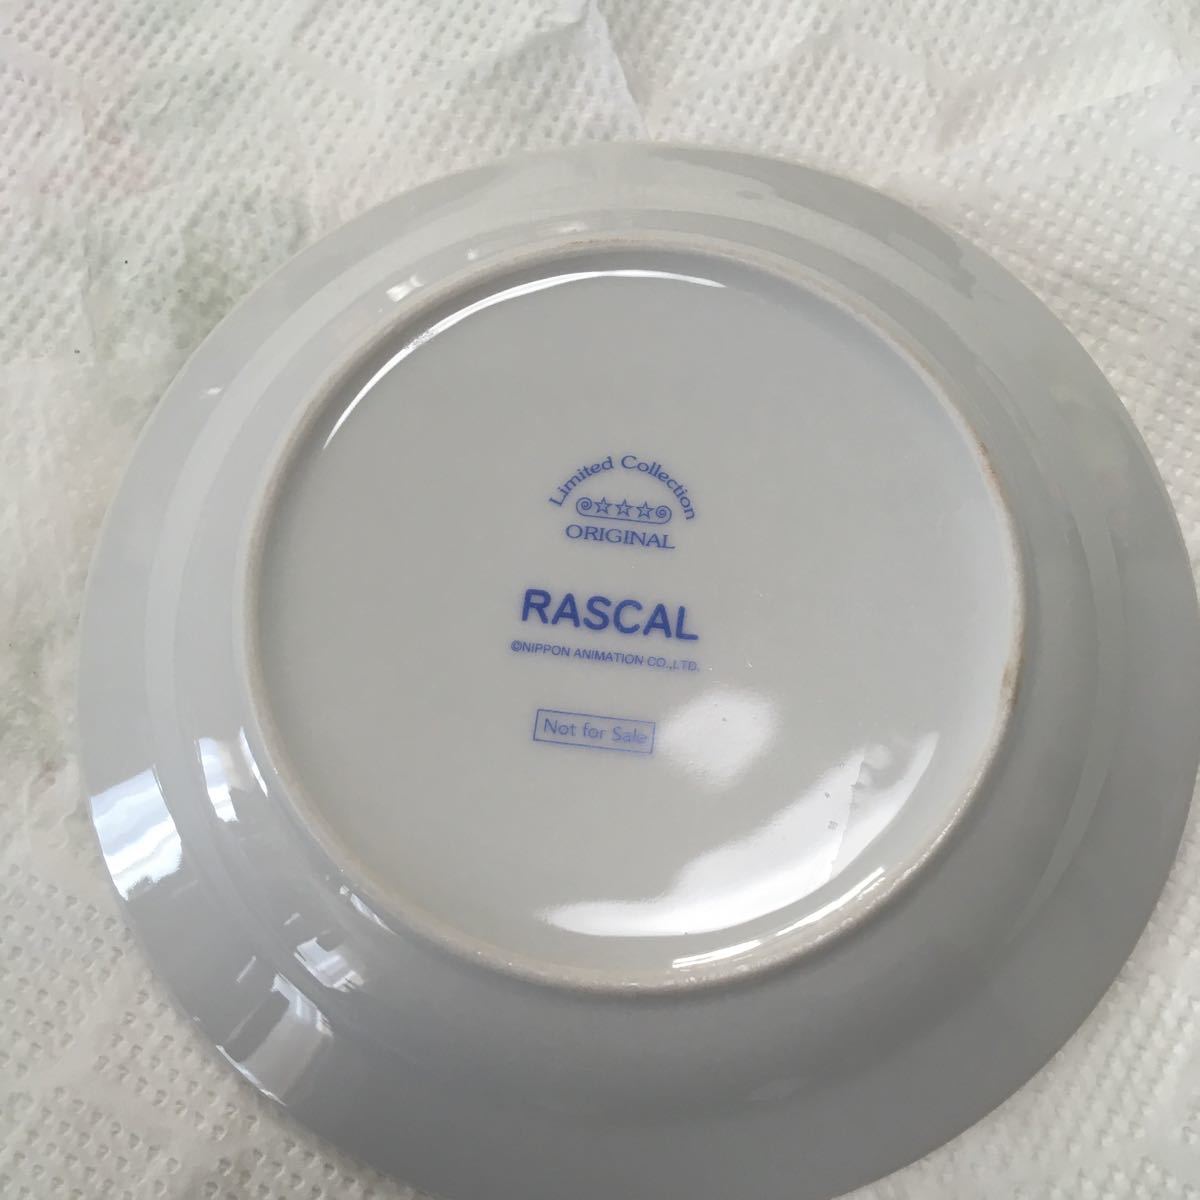 Limited Collection
ORIGINAL
RASCAL
©NIPPON ANIMATION CO.,LTD.
Not for Sale